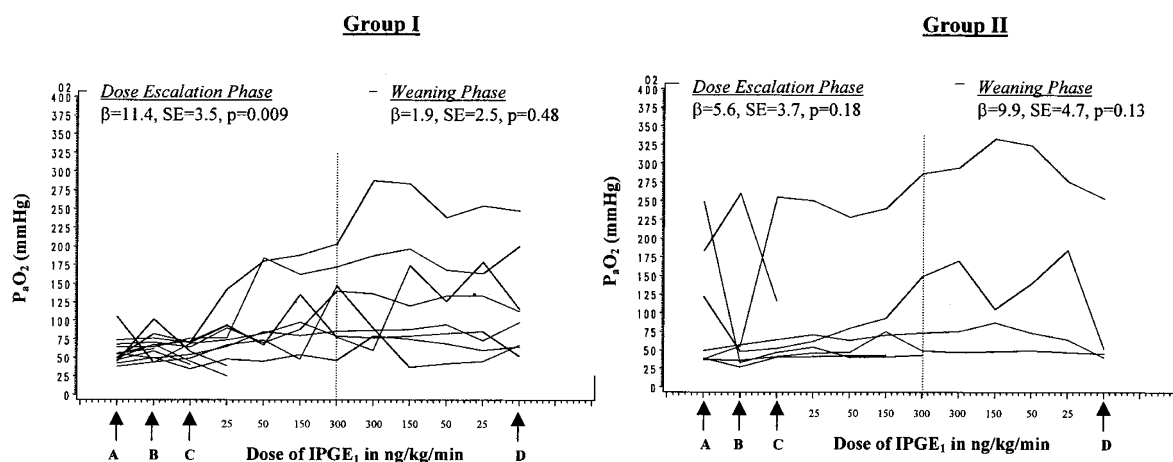 Group I
02
Dose Escalation Phase
β=11.4, SE=3.5, p=0.009
– Weaning Phase
β=1.9, SE=2.5, p=0.48
PaO2 (mmHg)
400
375
350
325
300
275
250
225
200
175
150
125
100
75
50
25
0
25 50 150 300 300 150 50 25
A B C Dose of IPGE1 in ng/kg/min D
Group II
02
Dose Escalation Phase
β=5.6, SE=3.7, p=0.18
– Weaning Phase
β=9.9, SE=4.7, p=0.13
PaO2 (mmHg)
400
375
350
325
300
275
250
225
200
175
150
125
100
75
50
25
0
25 50 150 300 300 150 50 25
A B C Dose of IPGE1 in ng/kg/min D